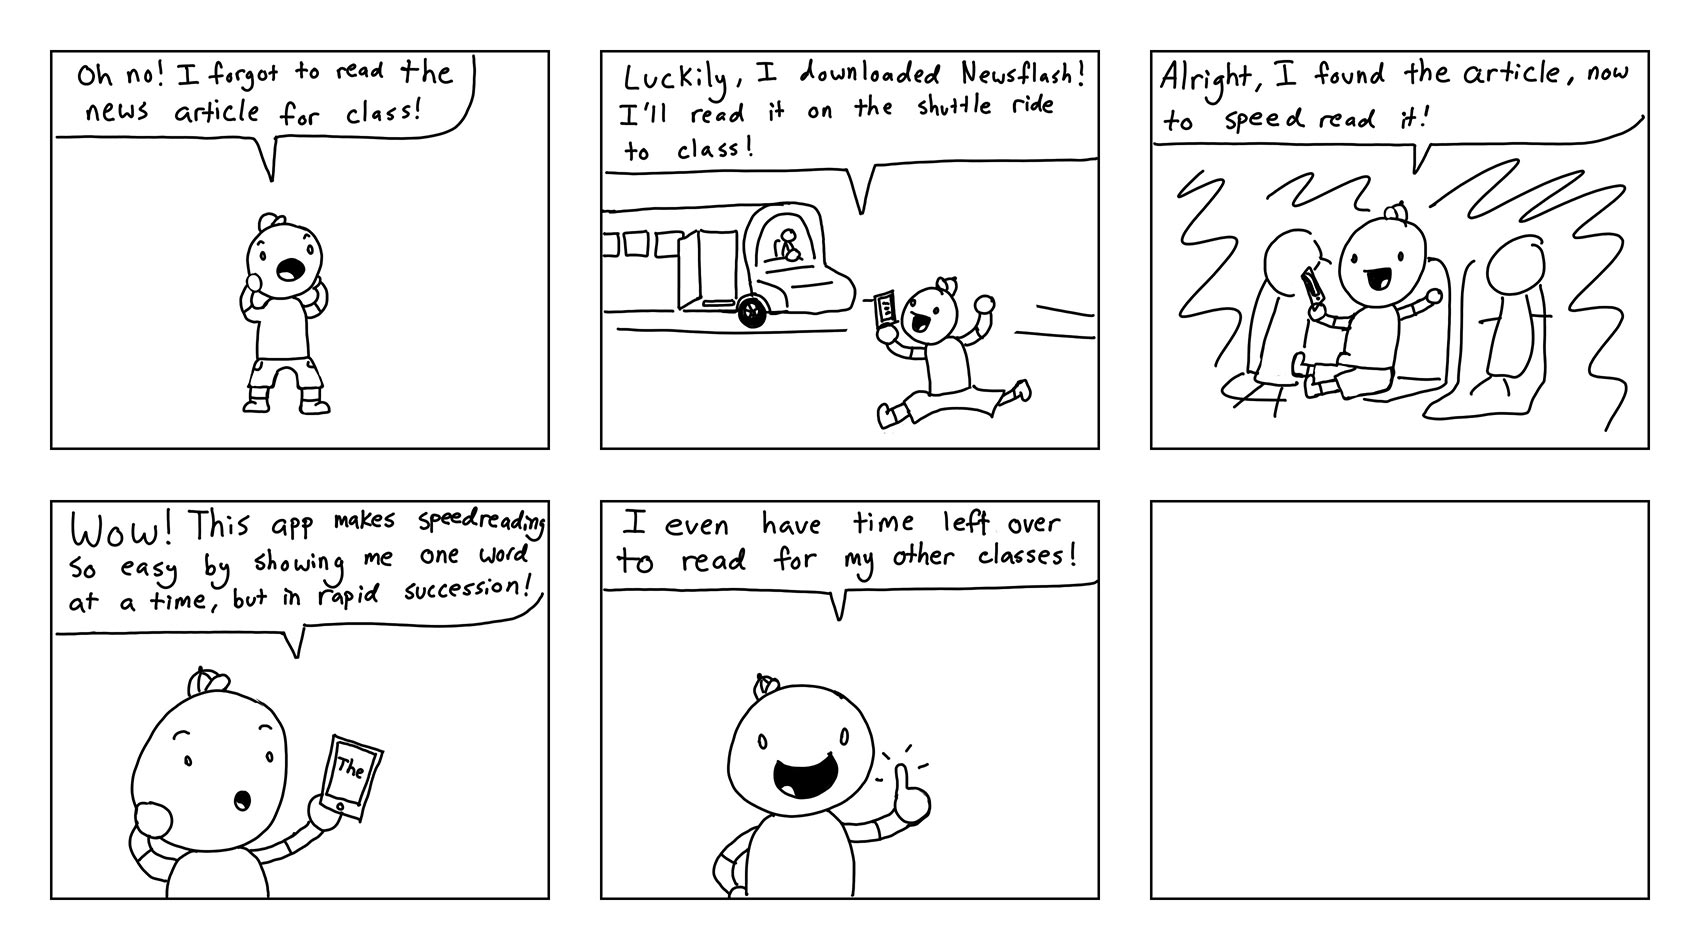 Oh no! I forgot to read the
news article for class!
Luckily, I downloaded Newsflash!
I'll read it on the shuttle ride
to class!
Alright, I found the article, now
to speed read it!
Wow! This app makes speedreading
so easy by showing me one word
at a time, but in rapid succession!
The
I even have time left over
to read for my other classes!